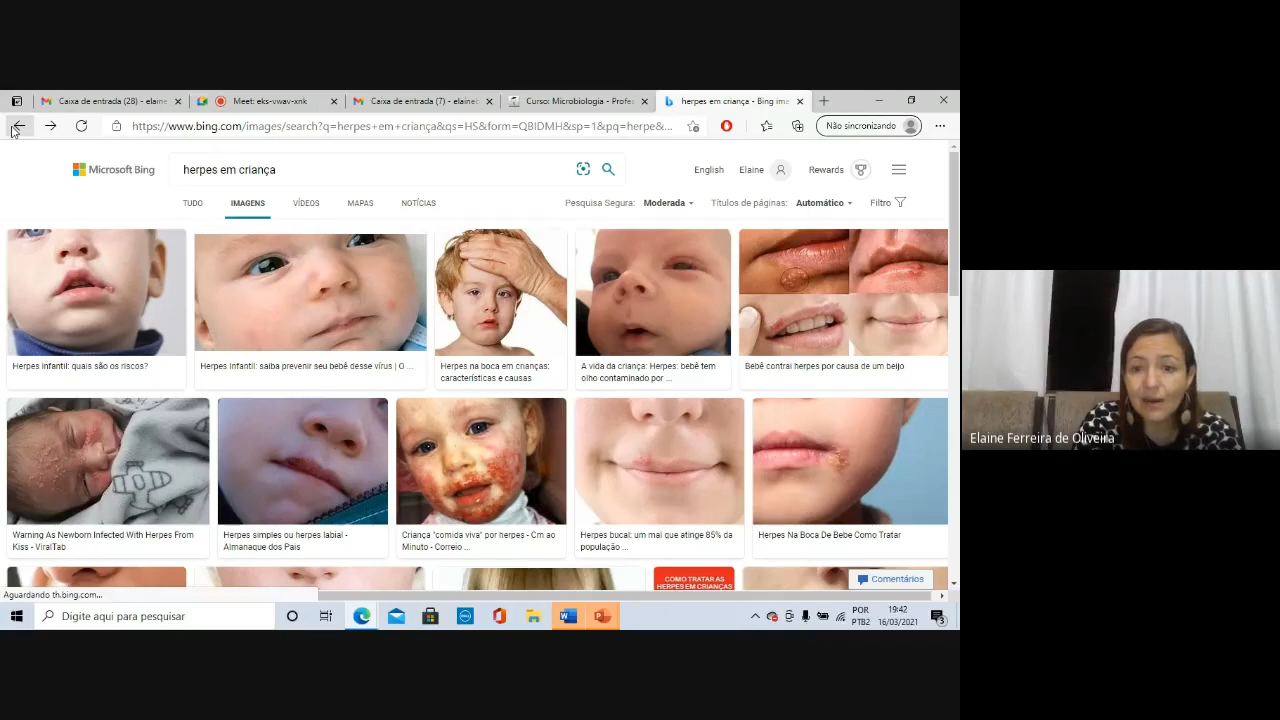 Caixa de entrada (28) - elaine
Meet: eks-vwav-xnk
Caixa de entrada (7) - elainef
Curso: Microbiologia - Profes
herpes em criança - Bing ima
https://www.bing.com/images/search?q=herpes+em+criança&qs=HS&form=QBIDMH&sp=1&pq=herpe&...
Não sincronizando
Microsoft Bing
herpes em criança
English
Elaine
Rewards
TUDO
IMAGENS
VÍDEOS
MAPAS
NOTÍCIAS
Pesquisa Segura: Moderada
Títulos de páginas: Automático
Filtro
Herpes Infantil: quais são os riscos?
Herpes Infantil: saiba prevenir seu bebê desse vírus | O ...
Herpes na boca em crianças:
características e causas
A vida da criança: Herpes: bebê tem
olho contaminado por ...
Bebê contrai herpes por causa de um beijo
Warning As Newborn Infected With Herpes From
Kiss - ViralTab
Herpes simples ou herpes labial -
Almanaque dos Pais
Criança "comida viva" por herpes - Cm ao
Minuto - Correio ...
Herpes bucal: um mal que atinge 85% da
população ...
Herpes Na Boca De Bebe Como Tratar
COMO TRATAR AS
HERPES EM CRIANÇAS
Comentários
Aguardando th.bing.com...
Digite aqui para pesquisar
POR
PTB2
19:42
16/03/2021
3
Elaine Ferreira de Oliveira